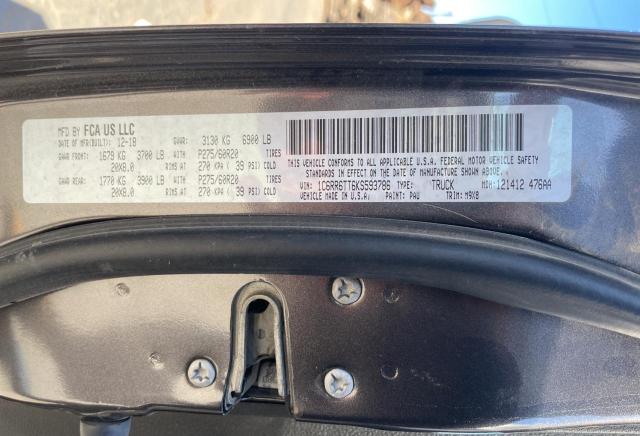 MFD BY FCA US LLC
DATE OF MFR(BUILT): 12-18 GVWR: 3130 KG 6900 LB
GAWR FRONT: 1679 KG 3700 LB WITH P275/60R20 TIRES
20X8.0 RIMS AT 270 KPA ( 39 PSI) COLD
GAWR REAR: 1770 KG 3900 LB WITH P275/60R20 TIRES
20X8.0 RIMS AT 270 KPA ( 39 PSI) COLD
THIS VEHICLE CONFORMS TO ALL APPLICABLE U.S.A. FEDERAL MOTOR VEHICLE SAFETY
STANDARDS IN EFFECT ON THE DATE OF MANUFACTURE SHOWN ABOVE.
VIN: 1C6RR6TT6KS593786 TRUCK MDH: 121412 476AA
VEHICLE MADE IN U.S.A. PAINT: PAU TRIM: M9X8